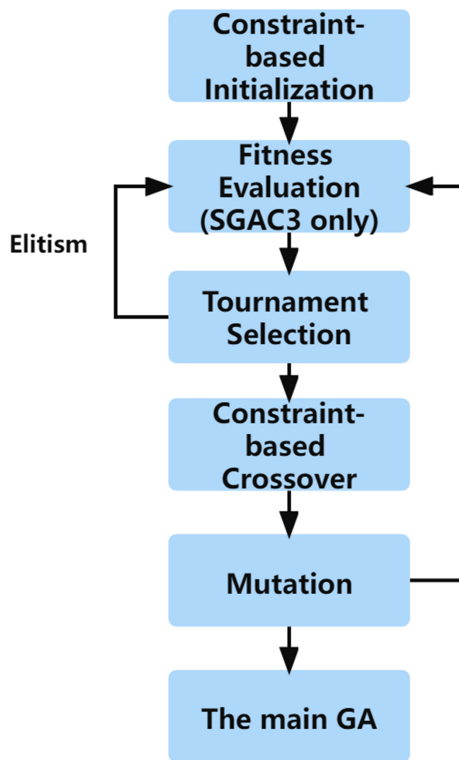 Constraint-
based
Initialization
Fitness
Evaluation
(SGAC3 only)
Elitism
Tournament
Selection
Constraint-
based
Crossover
Mutation
The main GA